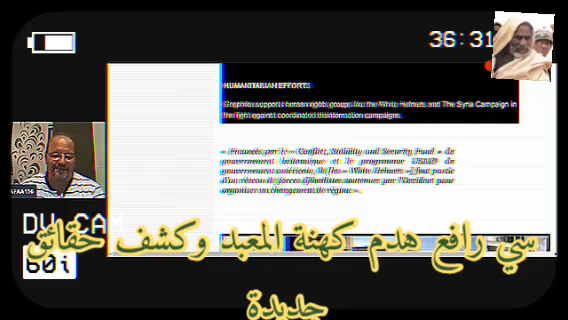 36:31
HUMANITARIAN EFFORTS
Graphika supports human rights groups like the White Helmets and The Syria Campaign in
the fight against coordinated disinformation campaigns.
« Financés par le « Conflict, Stability and Security Fund » du
gouvernement britannique et le programme USAID du
gouvernement américain, les « White Helmets » font partie
d'un réseau de forces djihadistes soutenues par l'Occident pour
organiser un changement de régime ».
سي رافع هدم كهنة المعبد وكشف حقائق
جديدة
60i